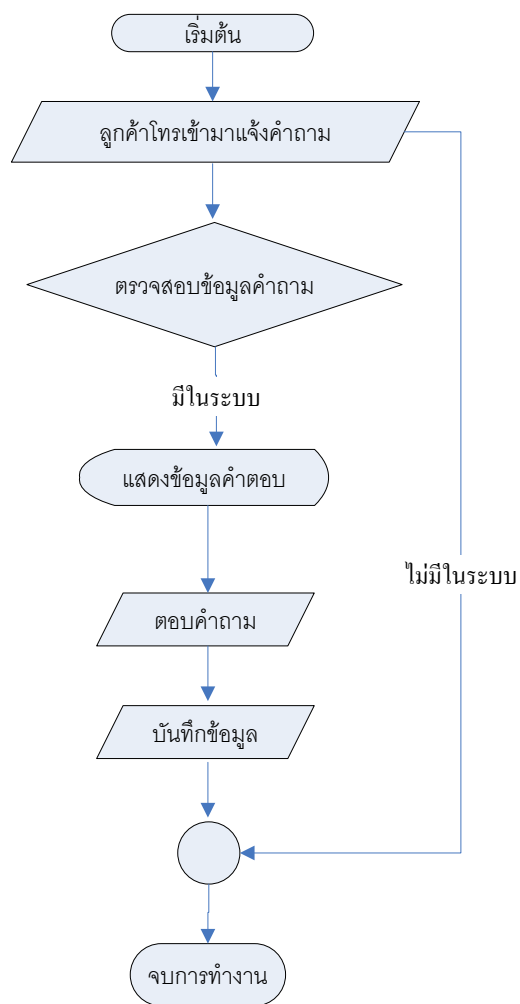 เริ่มต้น
ลูกค้าโทรเข้ามาแจ้งคำถาม
ตรวจสอบข้อมูลคำถาม
มีในระบบ
แสดงข้อมูลคำตอบ
ไม่มีในระบบ
ตอบคำถาม
บันทึกข้อมูล
จบการทำงาน